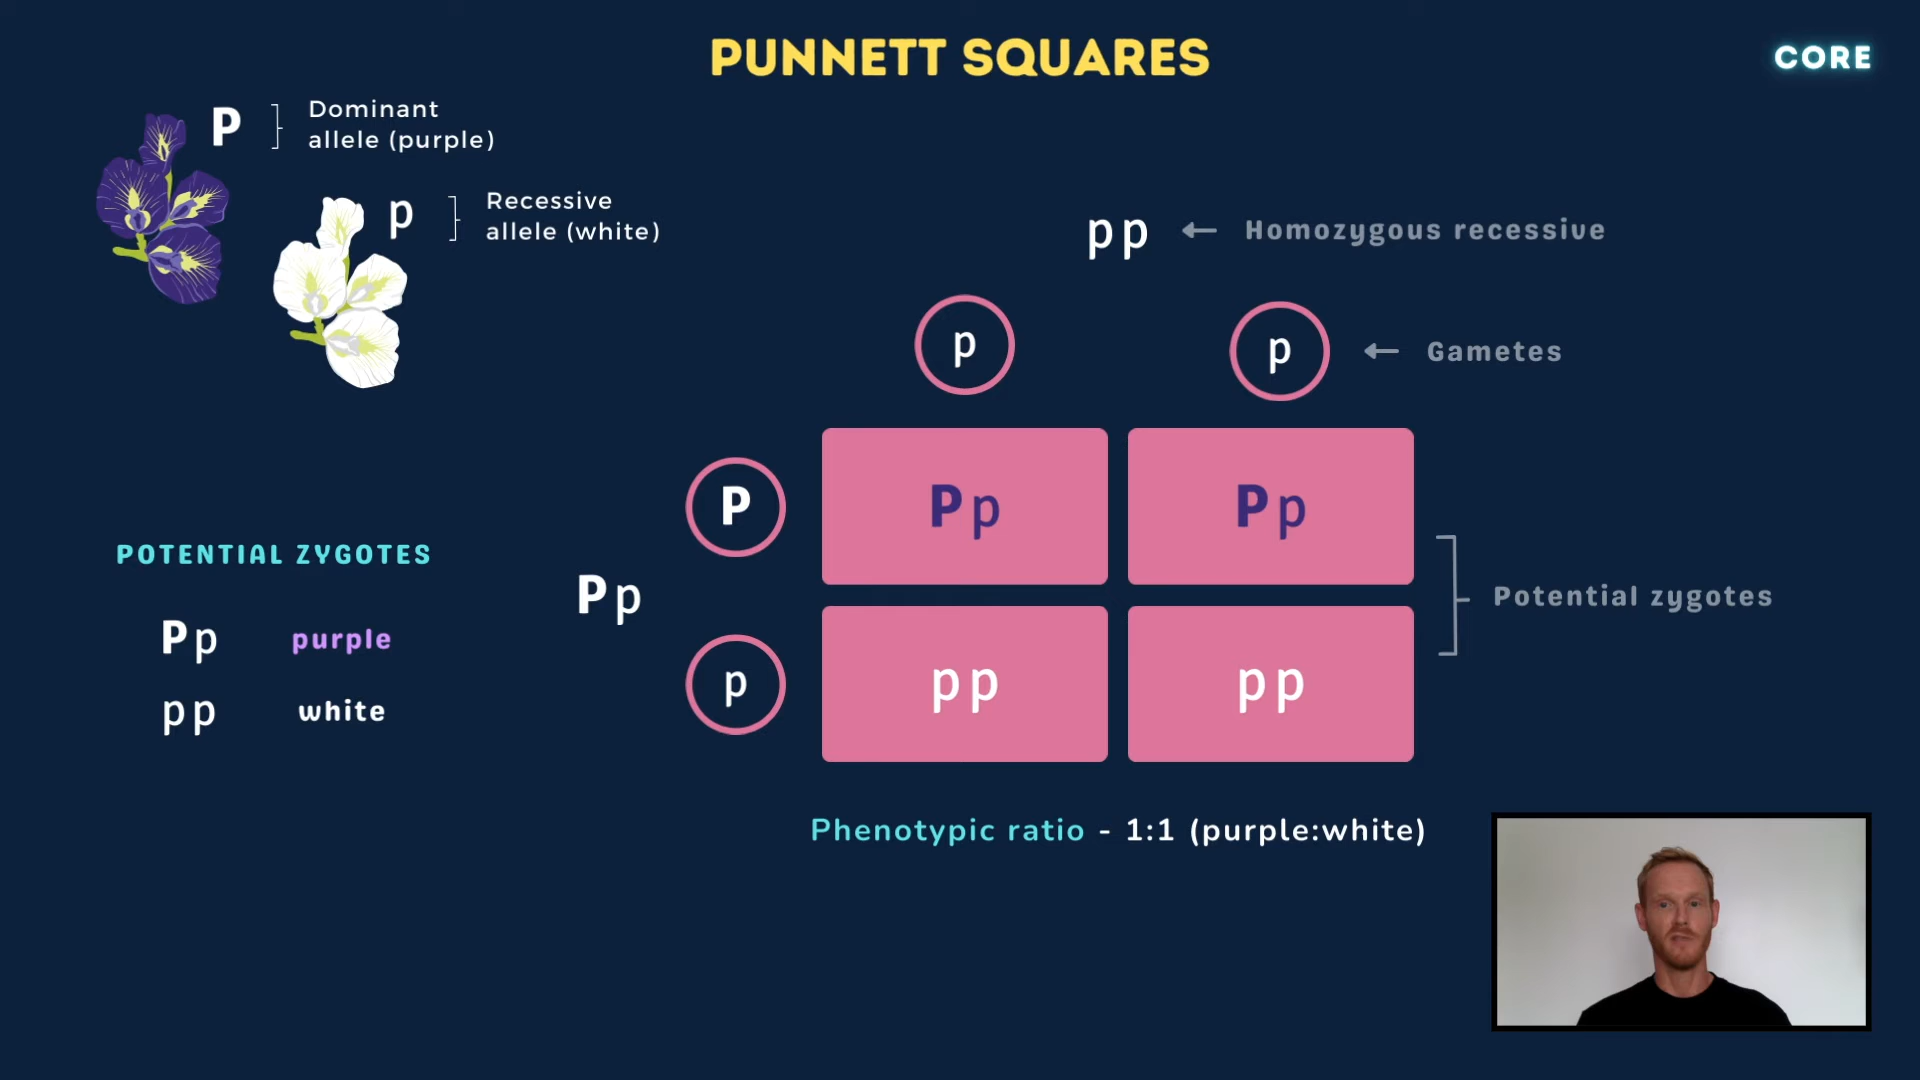 PUNNETT SQUARES
CORE
P
Dominant
allele (purple)
p
Recessive
allele (white)
pp
Homozygous recessive
p
p
Gametes
P
Pp
Pp
POTENTIAL ZYGOTES
Pp
Potential zygotes
Pp purple
p
pp
pp
pp white
Phenotypic ratio - 1:1 (purple:white)